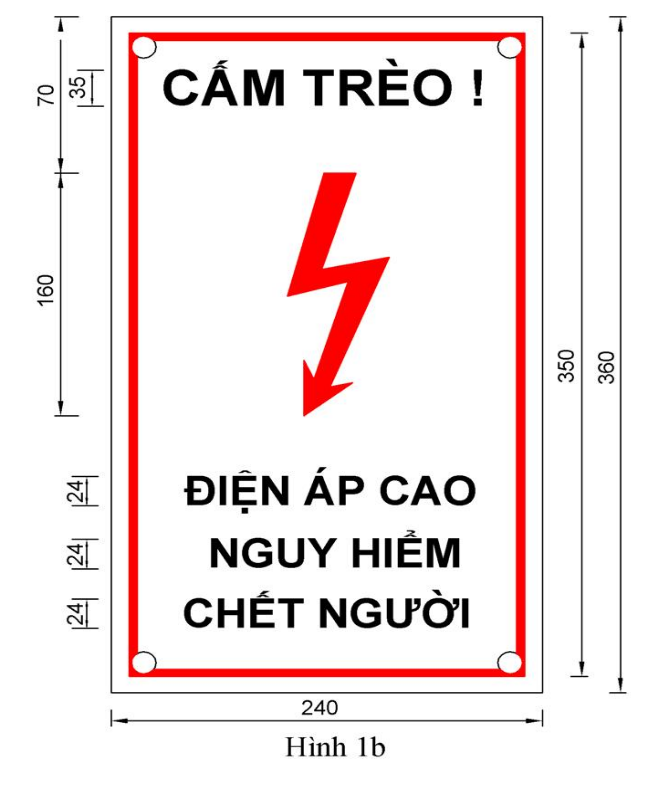 CẤM TRÈO !
70
35
160
350
360
ĐIỆN ÁP CAO
24
NGUY HIỂM
24
CHẾT NGƯỜI
24
240
Hình 1b